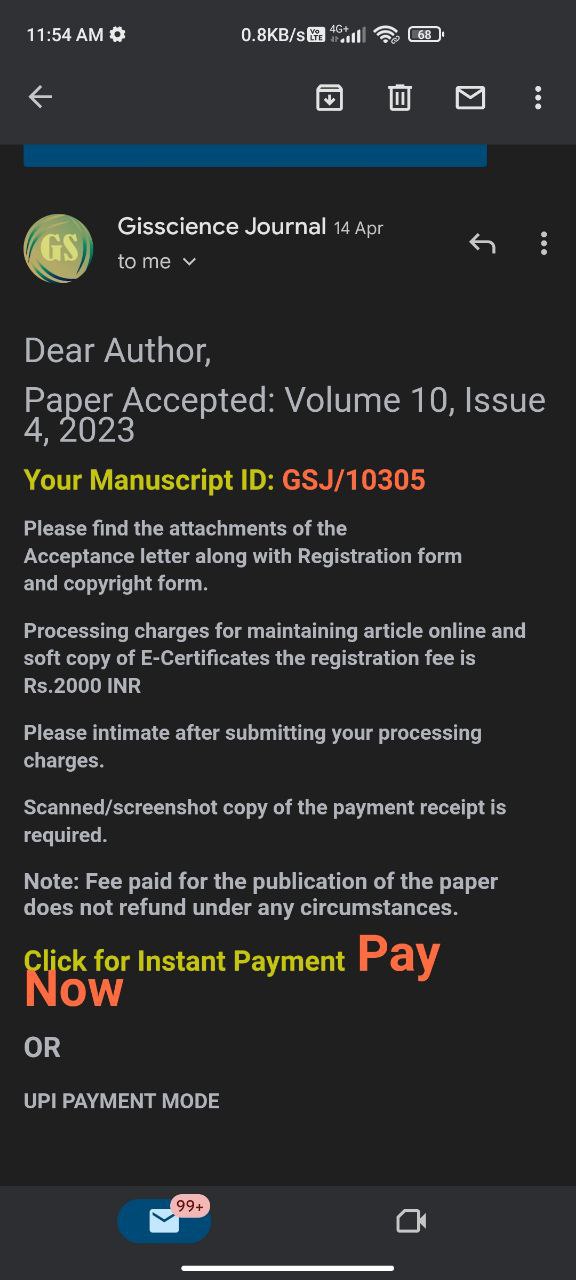 11:54 AM 0.8KB/s Vo LTE 4G+ 68
GS
Gisscience Journal 14 Apr
to me
Dear Author,
Paper Accepted: Volume 10, Issue
4, 2023
Your Manuscript ID: GSJ/10305
Please find the attachments of the
Acceptance letter along with Registration form
and copyright form.
Processing charges for maintaining article online and
soft copy of E-Certificates the registration fee is
Rs.2000 INR
Please intimate after submitting your processing
charges.
Scanned/screenshot copy of the payment receipt is
required.
Note: Fee paid for the publication of the paper
does not refund under any circumstances.
Click for Instant Payment Pay
Now
OR
UPI PAYMENT MODE
99+